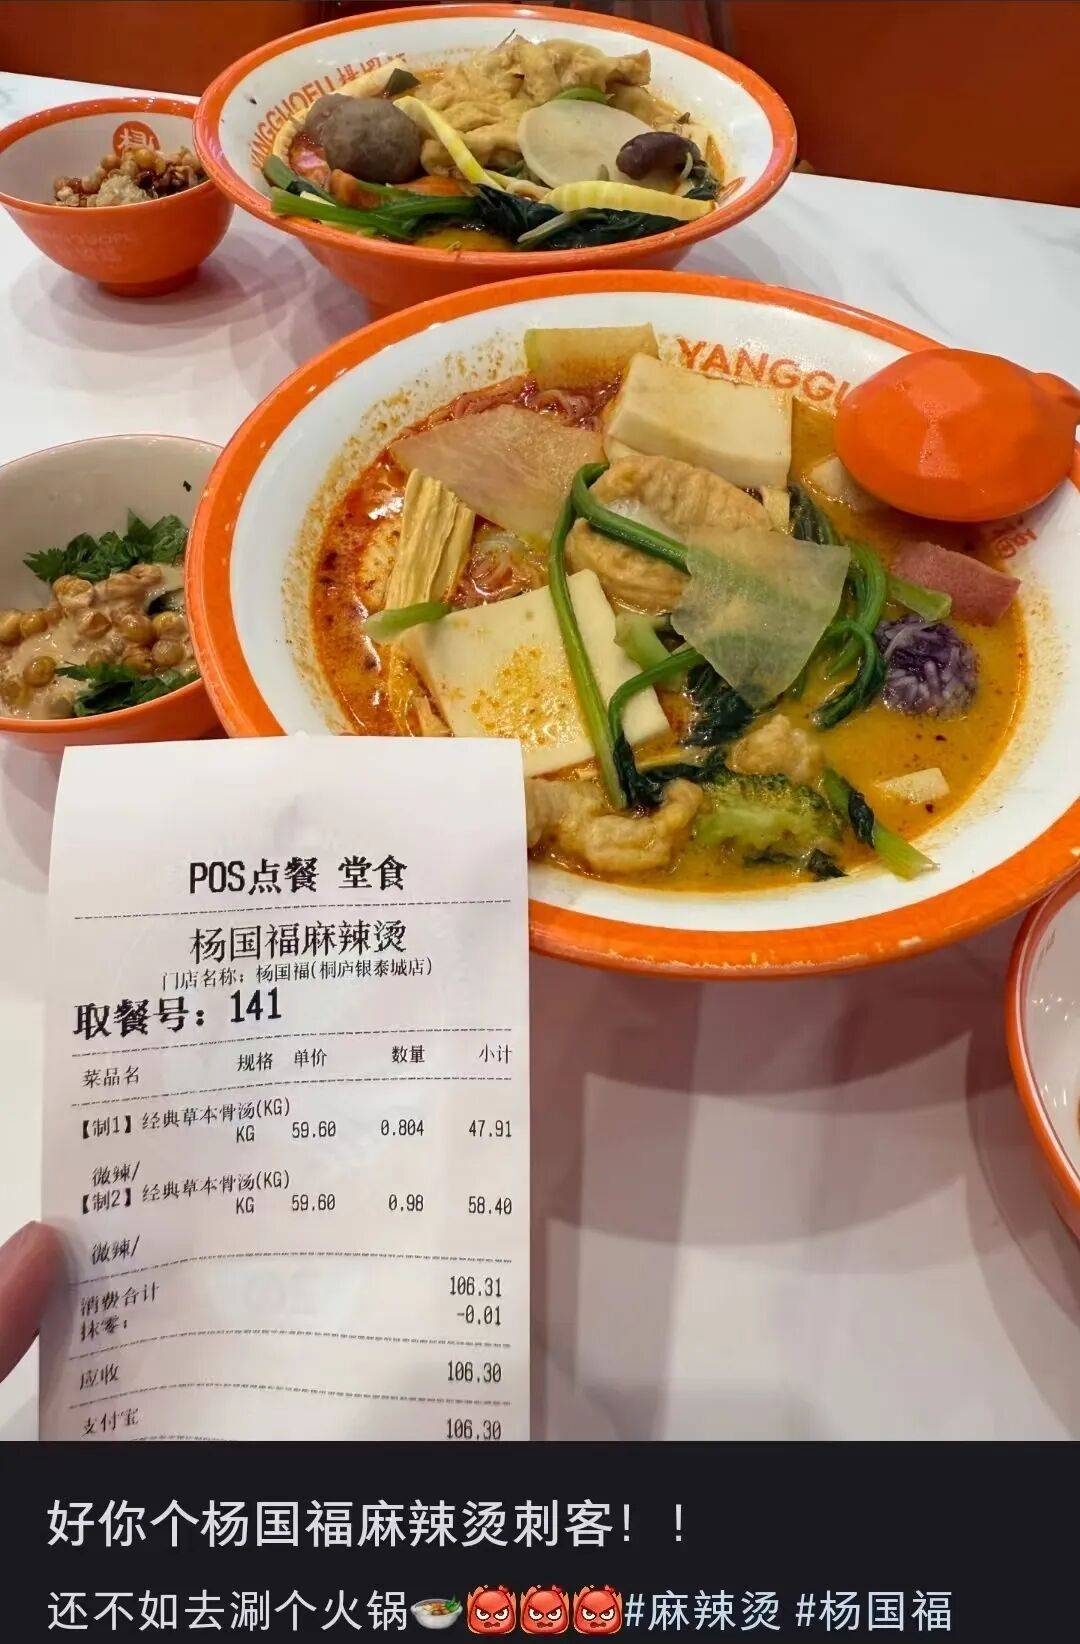 YANGGUOFU
YANGGU
POS点餐 堂食
杨国福麻辣烫
门店名称：杨国福(桐庐银泰城店)
取餐号：141
菜品名 规格 单价 数量 小计
【制1】经典草本骨汤(KG)
KG 59.60 0.804 47.91
微辣/
【制2】经典草本骨汤(KG)
KG 59.60 0.98 58.40
微辣/
消费合计 106.31
抹零： -0.01
应收 106.30
支付宝 106.30
好你个杨国福麻辣烫刺客！！
还不如去涮个火锅🍲👹👹👹#麻辣烫 #杨国福